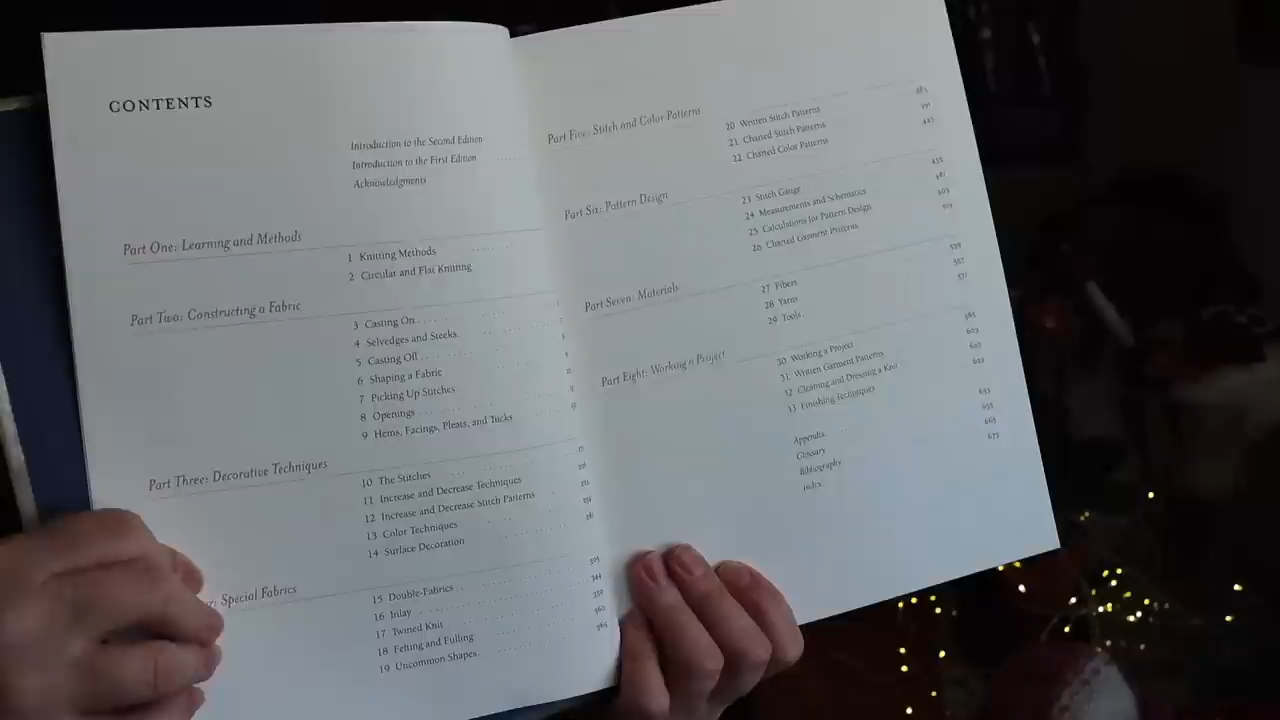 CONTENTS
Introduction to the Second Edition
Introduction to the First Edition
Acknowledgments
Part One: Learning and Methods
1 Knitting Methods
2 Circular and Flat Knitting
Part Two: Constructing a Fabric
3 Casting On
4 Selvedges and Steeks
5 Casting Off
6 Shaping a Fabric
7 Picking Up Stitches
8 Openings
9 Hems, Facings, Pleats, and Tucks
Part Three: Decorative Techniques
10 The Stitches
11 Increase and Decrease Techniques
12 Increase and Decrease Stitch Patterns
13 Color Techniques
14 Surface Decoration
Special Fabrics
15 Double-Fabrics
16 Inlay
17 Twined Knit
18 Felting and Fulling
19 Uncommon Shapes
Part Five: Stitch and Color Patterns
20 Written Stitch Patterns
21 Charted Stitch Patterns
22 Charted Color Patterns
Part Six: Pattern Design
23 Stitch Gauge
24 Measurements and Schematics
25 Calculations for Pattern Design
26 Charted Garment Patterns
Part Seven: Materials
27 Fibers
28 Yarns
29 Tools
Part Eight: Working a Project
30 Working a Project
31 Written Garment Patterns
32 Cleaning and Dressing a Knit
33 Finishing Techniques
Appendix
Glossary
Bibliography
Index